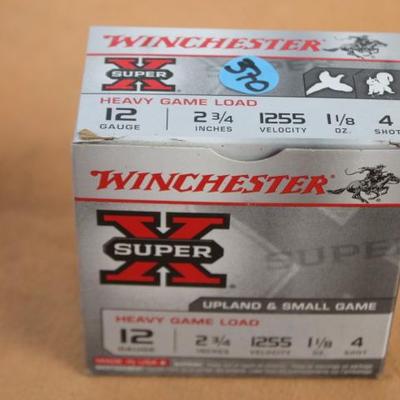 WINCHESTER
X
SUPER
370
HEAVY GAME LOAD
12 2 3/4 1255 1 1/8 4
GAUGE INCHES VELOCITY OZ. SHOT
WINCHESTER
X
SUPER
SUPER
UPLAND & SMALL GAME
HEAVY GAME LOAD
12 2 3/4 1255 1 1/8 4
GAUGE INCHES VELOCITY OZ. SHOT
MADE IN USA